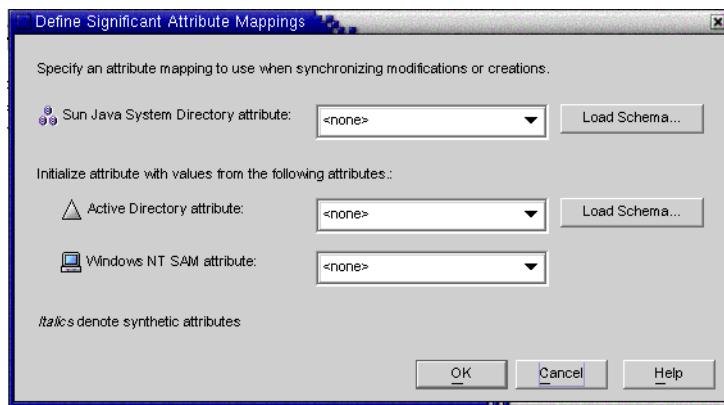 Define Significant Attribute Mappings
Specify an attribute mapping to use when synchronizing modifications or creations.
Sun Java System Directory attribute: <none> Load Schema...
Initialize attribute with values from the following attributes.:
Active Directory attribute: <none> Load Schema...
Windows NT SAM attribute: <none>
Italics denote synthetic attributes
OK Cancel Help